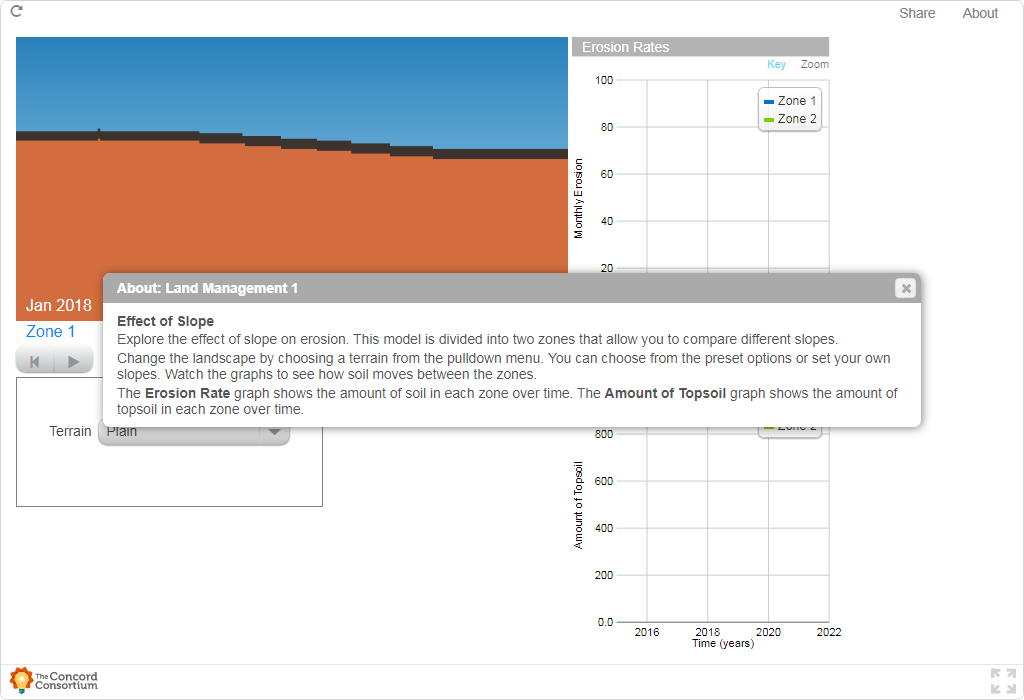 Share About
Erosion Rates
Key Zoom
100
Zone 1
Zone 2
80
60
40
20
Monthly Erosion
Jan 2018
Zone 1
About: Land Management 1
Effect of Slope
Explore the effect of slope on erosion. This model is divided into two zones that allow you to compare different slopes.
Change the landscape by choosing a terrain from the pulldown menu. You can choose from the preset options or set your own
slopes. Watch the graphs to see how soil moves between the zones.
The Erosion Rate graph shows the amount of soil in each zone over time. The Amount of Topsoil graph shows the amount of
topsoil in each zone over time.
Terrain Plain
Zone 2
800
600
400
200
0.0
Amount of Topsoil
2016 2018 2020 2022
Time (years)
The Concord
Consortium